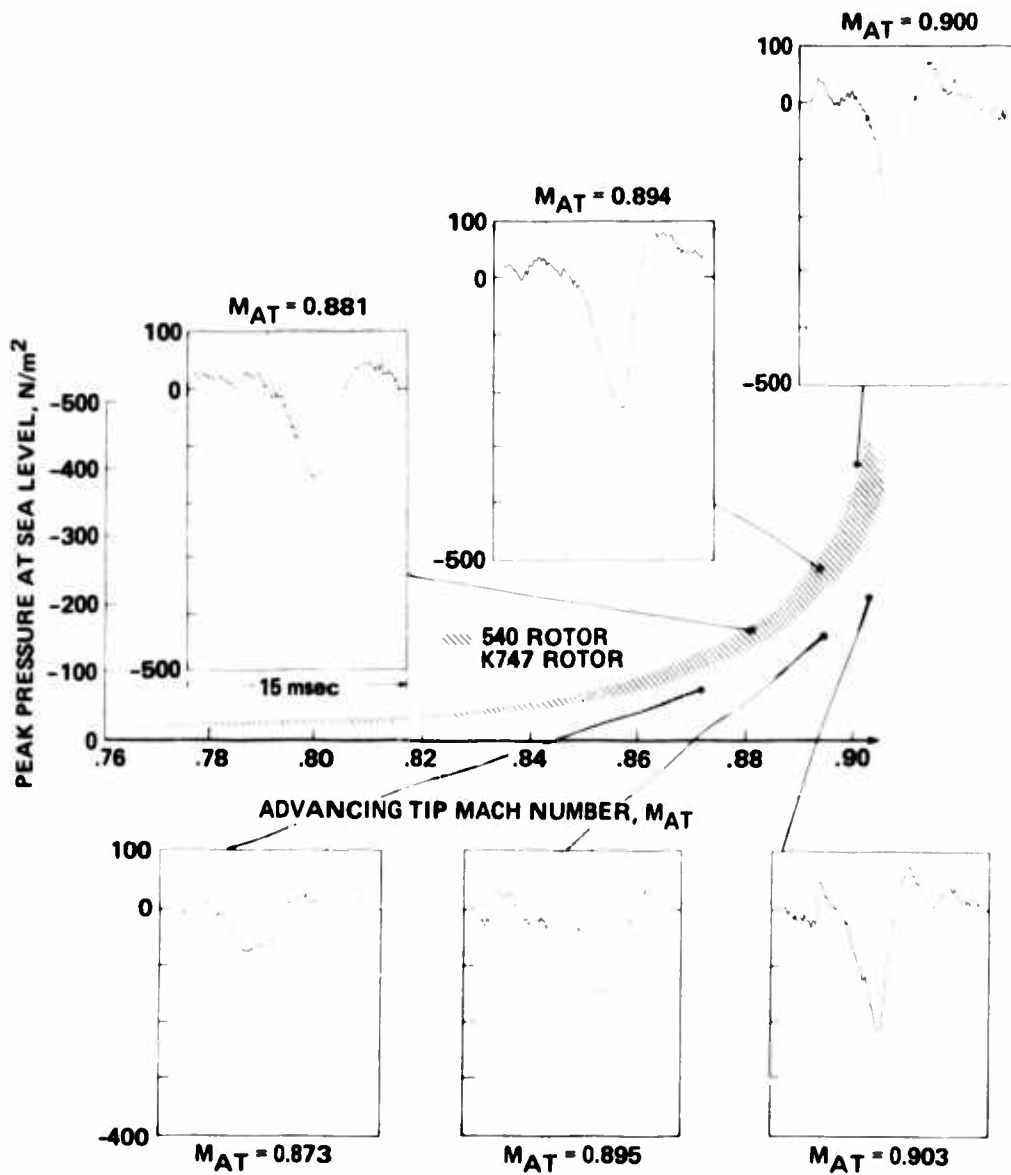 M_AT = 0.900
100
0
-500
M_AT = 0.894
100
0
-500
M_AT = 0.881
100
0
-500
15 msec
PEAK PRESSURE AT SEA LEVEL, N/m²
-500
-400
-300
-200
-100
0
540 ROTOR
K747 ROTOR
.76 .78 .80 .82 .84 .86 .88 .90
ADVANCING TIP MACH NUMBER, M_AT
100
0
-400
M_AT = 0.873
M_AT = 0.895
M_AT = 0.903